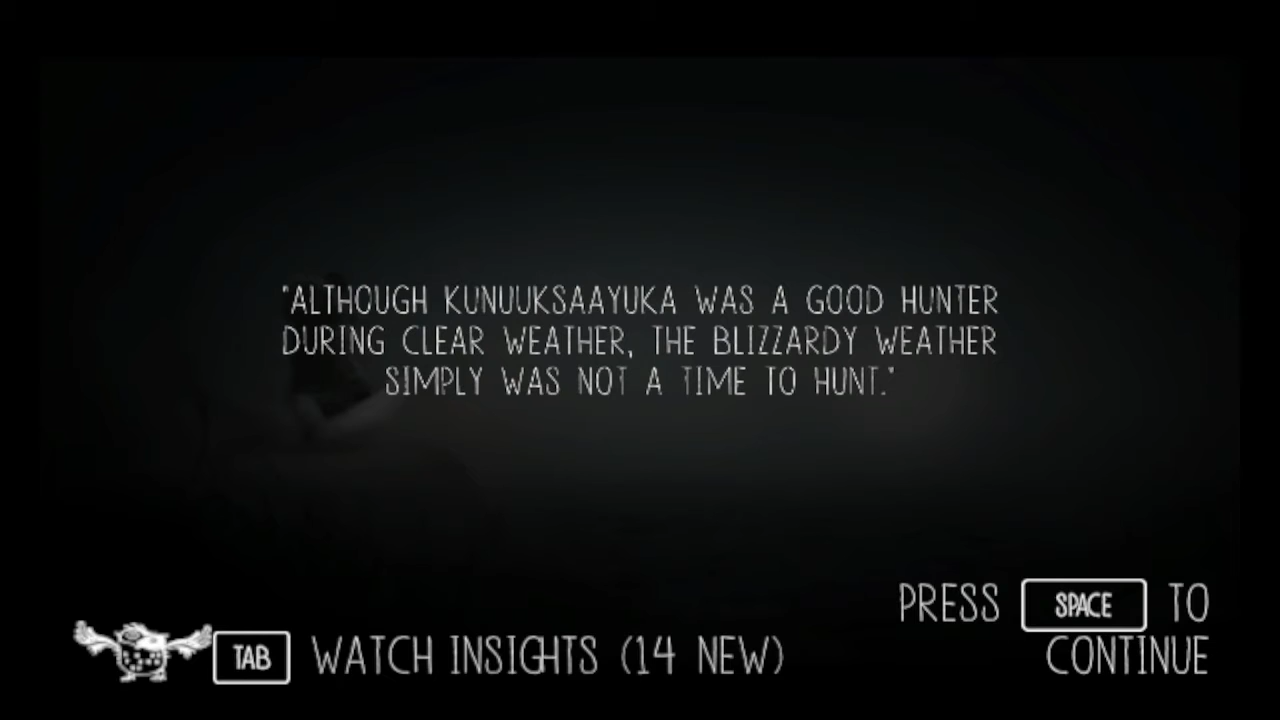 "ALTHOUGH KUNUUKSAAYUKA WAS A GOOD HUNTER
DURING CLEAR WEATHER, THE BLIZZARDY WEATHER
SIMPLY WAS NOT A TIME TO HUNT."
PRESS SPACE TO
CONTINUE
TAB WATCH INSIGHTS (14 NEW)